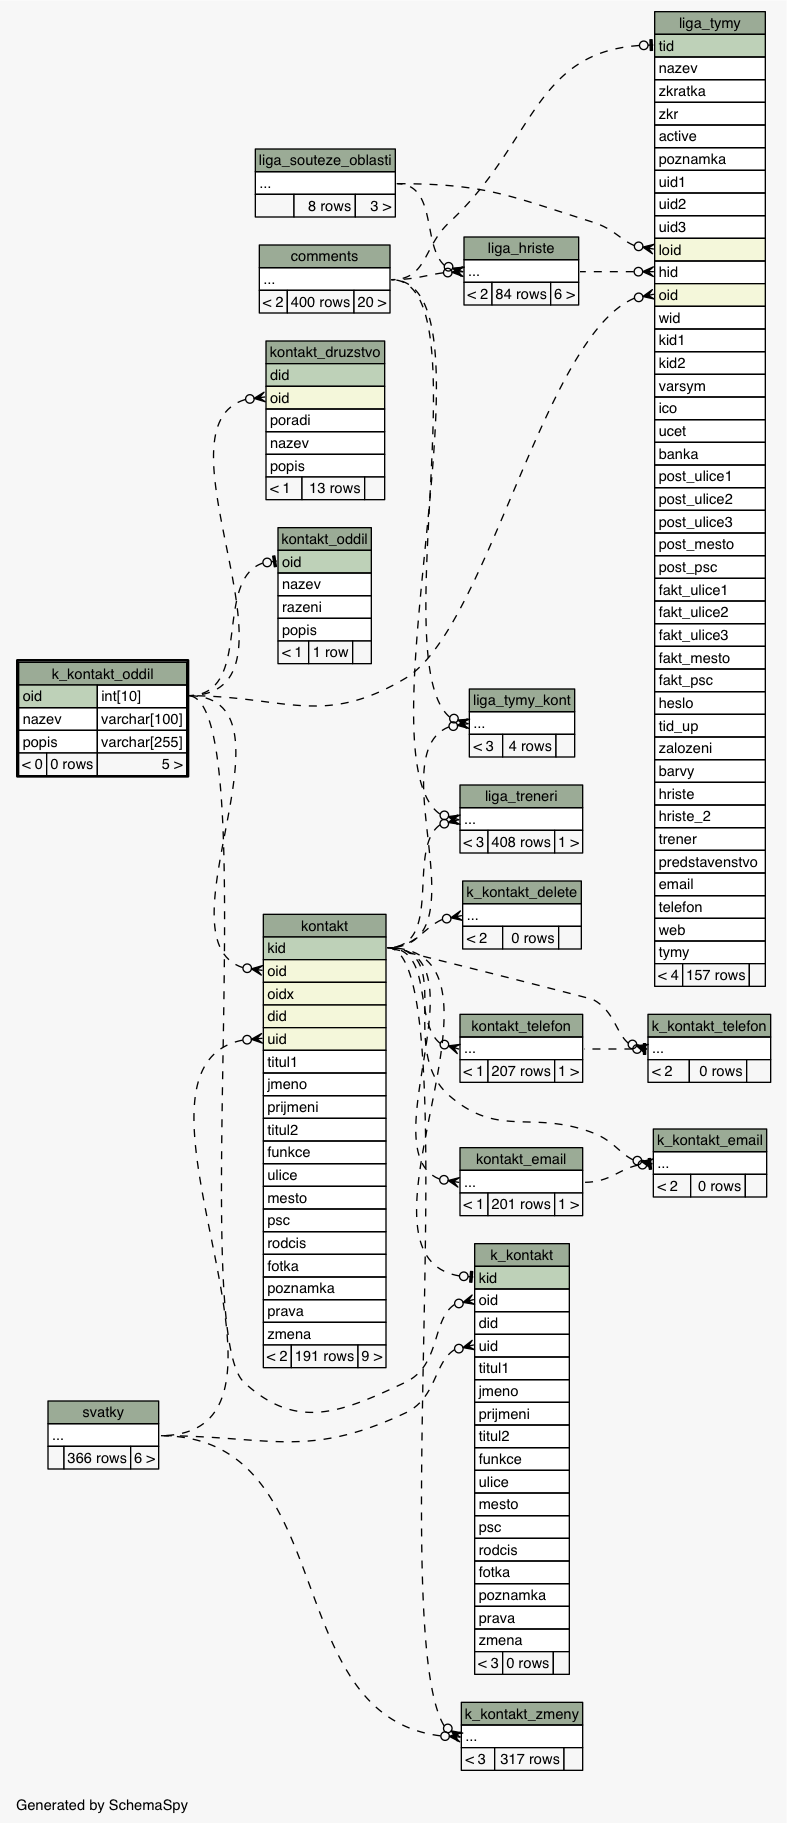 liga_tymy
tid
nazev
zkratka
zkr
active
poznamka
uid1
uid2
uid3
loid
hid
oid
wid
kid1
kid2
varsym
ico
ucet
banka
post_ulice1
post_ulice2
post_ulice3
post_mesto
post_psc
fakt_ulice1
fakt_ulice2
fakt_ulice3
fakt_mesto
fakt_psc
heslo
tid_up
zalozeni
barvy
hriste
hriste_2
trener
predstavenstvo
email
telefon
web
tymy
< 4 157 rows
liga_souteze_oblasti
...
8 rows 3 >
comments
...
< 2 400 rows 20 >
liga_hriste
...
< 2 84 rows 6 >
kontakt_druzstvo
did
oid
poradi
nazev
popis
< 1 13 rows
kontakt_oddil
oid
nazev
razeni
popis
< 1 1 row
k_kontakt_oddil
oid int[10]
nazev varchar[100]
popis varchar[255]
< 0 0 rows 5 >
liga_tymy_kont
...
< 3 4 rows
liga_treneri
...
< 3 408 rows 1 >
k_kontakt_delete
...
< 2 0 rows
kontakt
kid
oid
oidx
did
uid
titul1
jmeno
prijmeni
titul2
funkce
ulice
mesto
psc
rodcis
fotka
poznamka
prava
zmena
< 2 191 rows 9 >
kontakt_telefon
...
< 1 207 rows 1 >
k_kontakt_telefon
...
< 2 0 rows
kontakt_email
...
< 1 201 rows 1 >
k_kontakt_email
...
< 2 0 rows
k_kontakt
kid
oid
did
uid
titul1
jmeno
prijmeni
titul2
funkce
ulice
mesto
psc
rodcis
fotka
poznamka
prava
zmena
< 3 0 rows
svatky
...
366 rows 6 >
k_kontakt_zmeny
...
< 3 317 rows
Generated by SchemaSpy